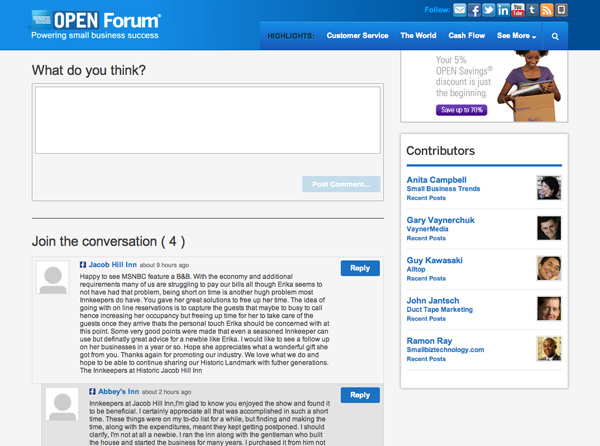 OPEN Forum®
Powering small business success
Follow:
HIGHLIGHTS: Customer Service The World Cash Flow See More
What do you think?
Post Comment...
Join the conversation ( 4 )
Jacob Hill Inn about 9 hours ago
Reply
Happy to see MSNBC feature a B&B. With the economy and additional
requirements many of us are struggling to pay our bills all though Erika seems to
not have had that problem, being short on time is another hugh problem most
Innkeepers do have. You gave her great solutions to free up her time. The idea of
going with on line reservations is to capture the guests that maybe to busy to call
hence increasing her occupancy but freeing up time for her to take care of the
guests once they arrive thats the personal touch Erika should be concerned with at
this point. Some very good points were made that even a seasoned Innkeeper can
use but definatly great advice for a newbie like Erika. I would like to see a follow up
on her businesses in a year or so. Hope she appreciates what a wonderful gift she
got from you. Thanks again for promoting our industry. We love what we do and
hope to be able to continue sharing our Historic Landmark with futher generations.
The Innkeepers at Historic Jacob Hill Inn
Abbey's Inn about 2 hours ago
Reply
Innkeepers at Jacob Hill Inn,I'm glad to know you enjoyed the show and found it
to be beneficial. I certainly appreciate all that was accomplished in such a short
time. These things were on my to-do list for a while, but finding and making the
time, along with the expenditures, meant they kept getting postponed. I should
clarify, I'm not at all a newbie. I ran the inn along with the gentleman who built
the house and started the business for many years. I purchased it from him not
Your 5%
OPEN Savings®
discount is just
the beginning.
Save up to 70%
Contributors
Anita Campbell
Small Business Trends
Recent Posts
Gary Vaynerchuk
VaynerMedia
Recent Posts
Guy Kawasaki
Alltop
Recent Posts
John Jantsch
Duct Tape Marketing
Recent Posts
Ramon Ray
Smallbiztechnology.com
Recent Posts